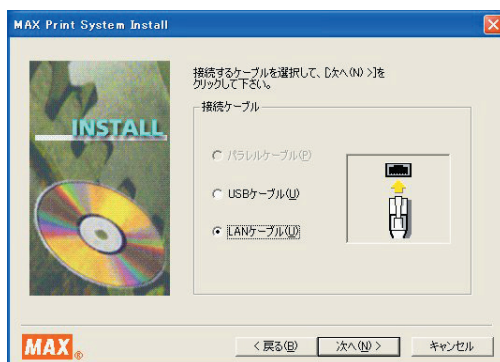 MAX Print System Install
接続するケーブルを選択して、[次へ(N) >]を
クリックして下さい。
接続ケーブル
INSTALL
パラレルケーブル(P)
USBケーブル(U)
LANケーブル(U)
MAX®
< 戻る(B)
次へ(N) >
キャンセル